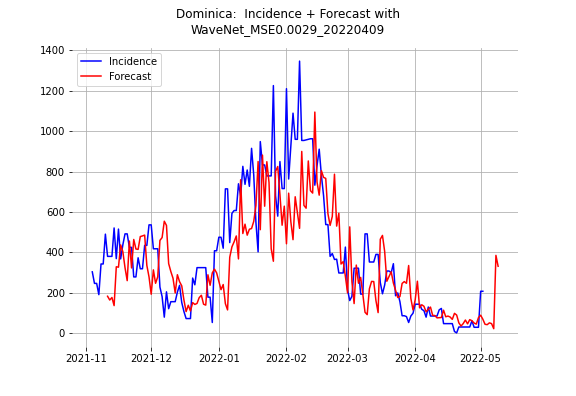 Dominica:  Incidence + Forecast with
WaveNet_MSE0.0029_20220409
Incidence
Forecast
1400
1200
1000
800
600
400
200
0
2021-11 2021-12 2022-01 2022-02 2022-03 2022-04 2022-05